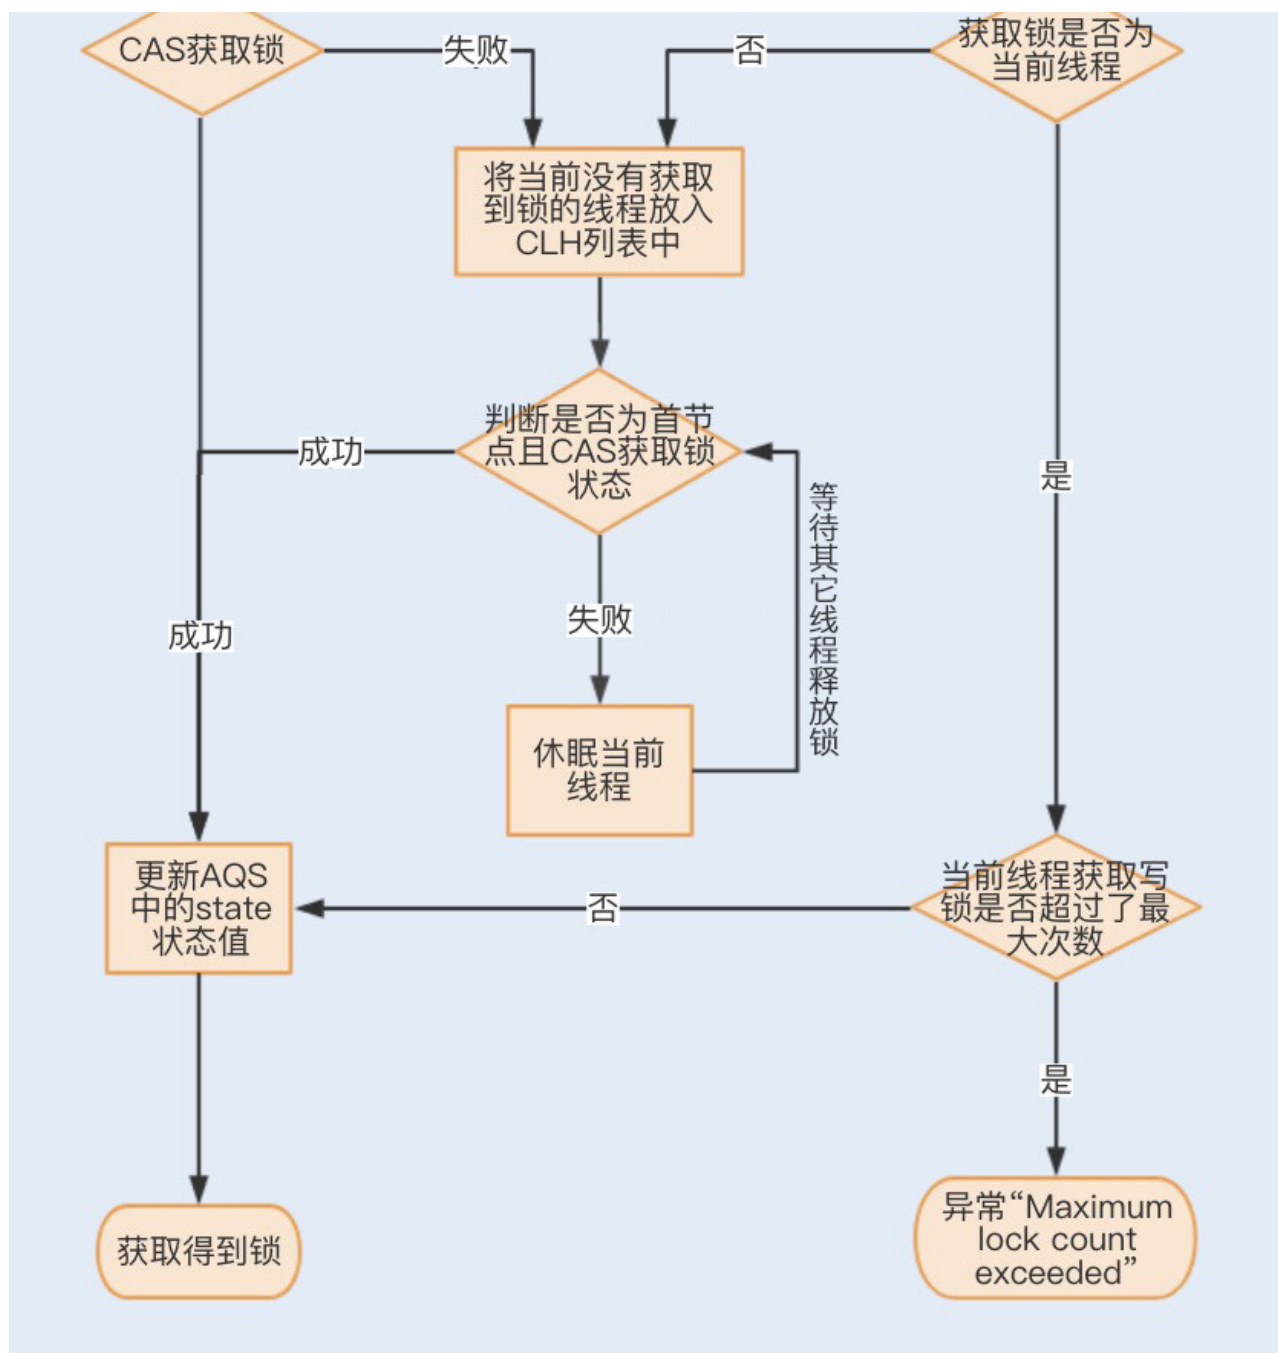 CAS获取锁
失败
否
获取锁是否为
当前线程
将当前没有获取
到锁的线程放入
CLH列表中
判断是否为首节
点且CAS获取锁
状态
成功
是
等待其它线程释放锁
失败
成功
休眠当前
线程
更新AQS
中的state
状态值
否
当前线程获取写
锁是否超过了最
大次数
是
获取得到锁
异常“Maximum
lock count
exceeded”